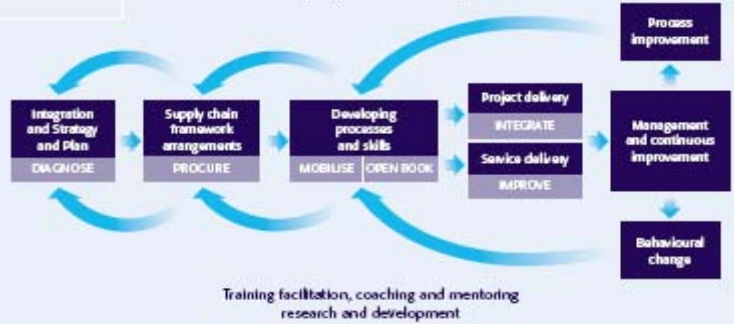 Process
improvement
Integration
and Strategy
and Plan
DIAGNOSE
Supply chain
framework
arrangements
PROCURE
Developing
processes
and skills
MOBILISE
OPEN BOOK
Project delivery
INTEGRATE
Service delivery
IMPROVE
Management
and continuous
improvement
Behavioural
change
Training facilitation, coaching and mentoring
research and development